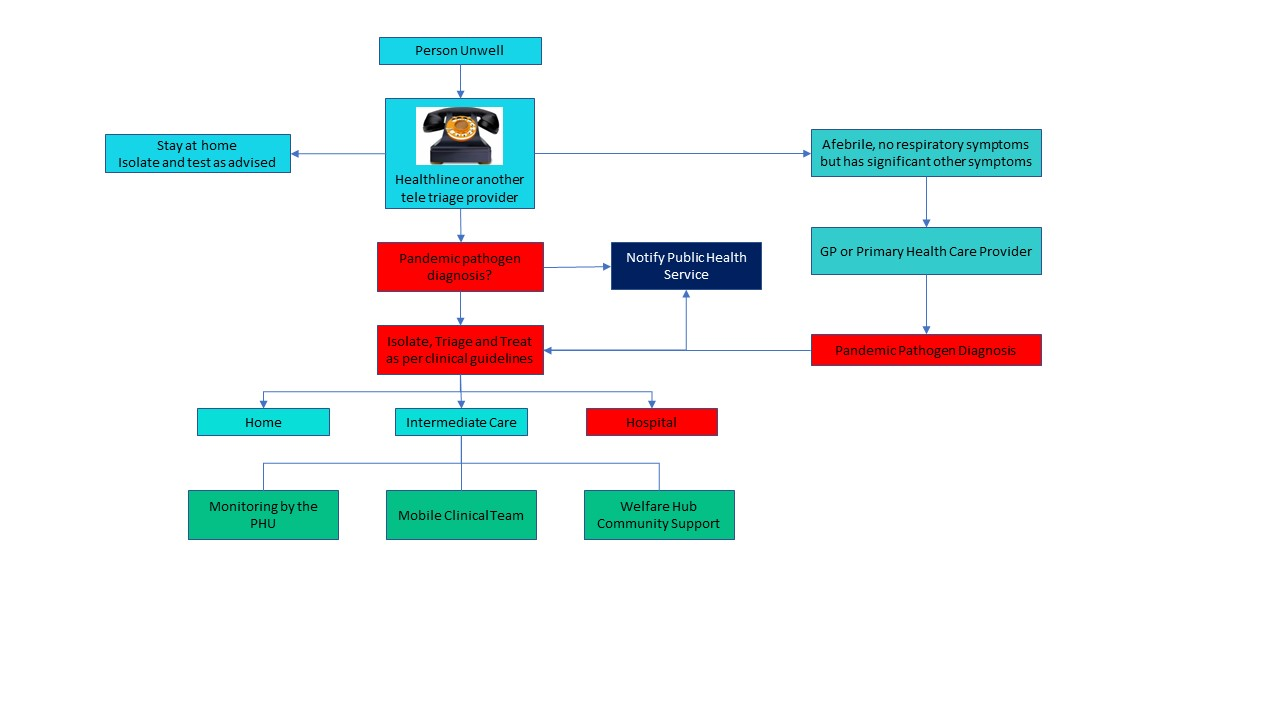 Person Unwell
Stay at home
Isolate and test as advised
Healthline or another
tele triage provider
Afebrile, no respiratory symptoms
but has significant other symptoms
Pandemic pathogen
diagnosis?
Notify Public Health
Service
GP or Primary Health Care Provider
Isolate, Triage and Treat
as per clinical guidelines
Pandemic Pathogen Diagnosis
Home
Intermediate Care
Hospital
Monitoring by the
PHU
Mobile Clinical Team
Welfare Hub
Community Support